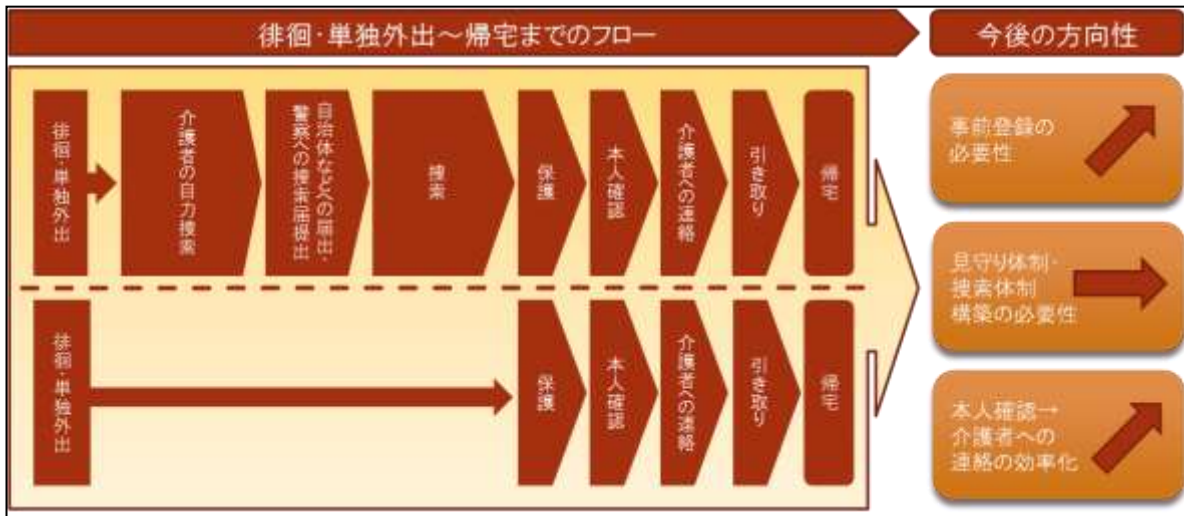 徘徊・単独外出～帰宅までのフロー
今後の方向性
徘徊・単独外出
介護者の自力捜索
自治体などへの届出・
警察への捜索届提出
捜索
保護
本人確認
介護者への連絡
引き取り
帰宅
徘徊・単独外出
保護
本人確認
介護者への連絡
引き取り
帰宅
事前登録の
必要性
見守り体制・
捜索体制
構築の必要性
本人確認→
介護者への
連絡の効率化